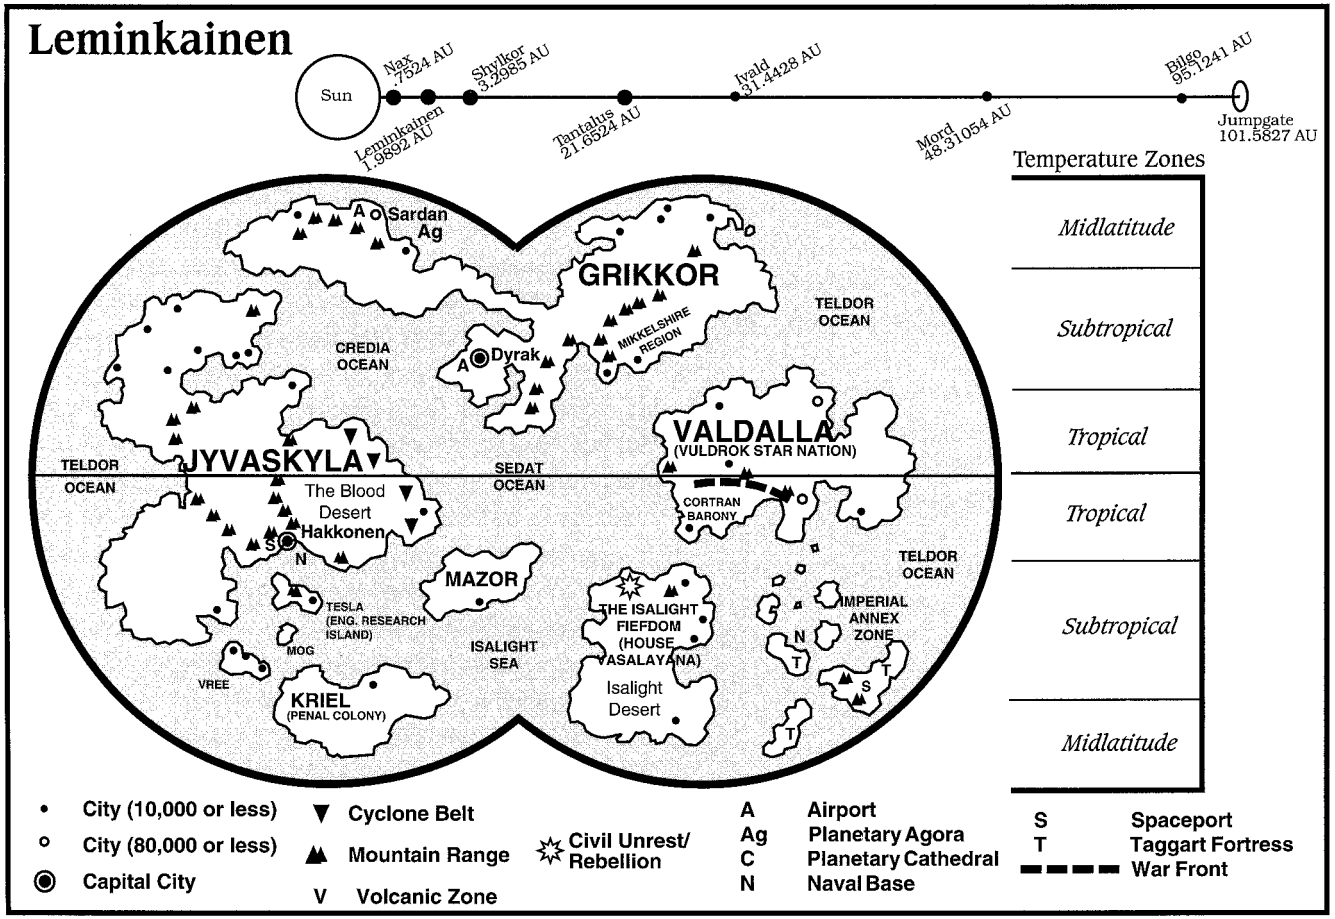 Leminkainen
Sun
Nax
.7524 AU
Leminkainen
1.9892 AU
Shylkor
3.2985 AU
Tantalus
21.6524 AU
Ivald
31.4428 AU
Mord
48.31054 AU
Bilgo
95.1241 AU
Jumpgate
101.5827 AU
Temperature Zones
Midlatitude
Subtropical
Tropical
Tropical
Subtropical
Midlatitude
A
Sardan
Ag
GRIKKOR
MIKKELSHIRE
REGION
TELDOR
OCEAN
CREDIA
OCEAN
A
Dyrak
JYVASKYLA
TELDOR
OCEAN
The Blood
Desert
Hakkonen
S
N
SEDAT
OCEAN
VALDALLA
(VULDROK STAR NATION)
CORTRAN
BARONY
TELDOR
OCEAN
MAZOR
TESLA
(ENG. RESEARCH
ISLAND)
MOG
VREE
KRIEL
(PENAL COLONY)
ISALIGHT
SEA
THE ISALIGHT
FIEFDOM
(HOUSE
VASALAYANA)
Isalight
Desert
IMPERIAL
ANNEX
ZONE
N
T
T
S
T
City (10,000 or less)
City (80,000 or less)
Capital City
Cyclone Belt
Mountain Range
V Volcanic Zone
Civil Unrest/
Rebellion
A Airport
Ag Planetary Agora
C Planetary Cathedral
N Naval Base
S Spaceport
T Taggart Fortress
War Front